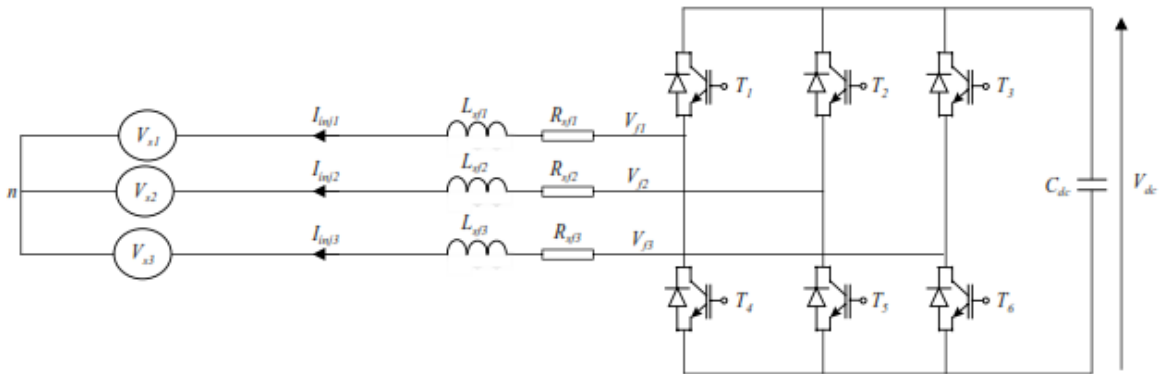 T1 T2 T3
Vs1 Iinj1 Lsf1 Rsf1 Vf1
n Vs2 Iinj2 Lsf2 Rsf2 Vf2 Cdc Vdc
Vs3 Iinj3 Lsf3 Rsf3 Vf3
T4 T5 T6